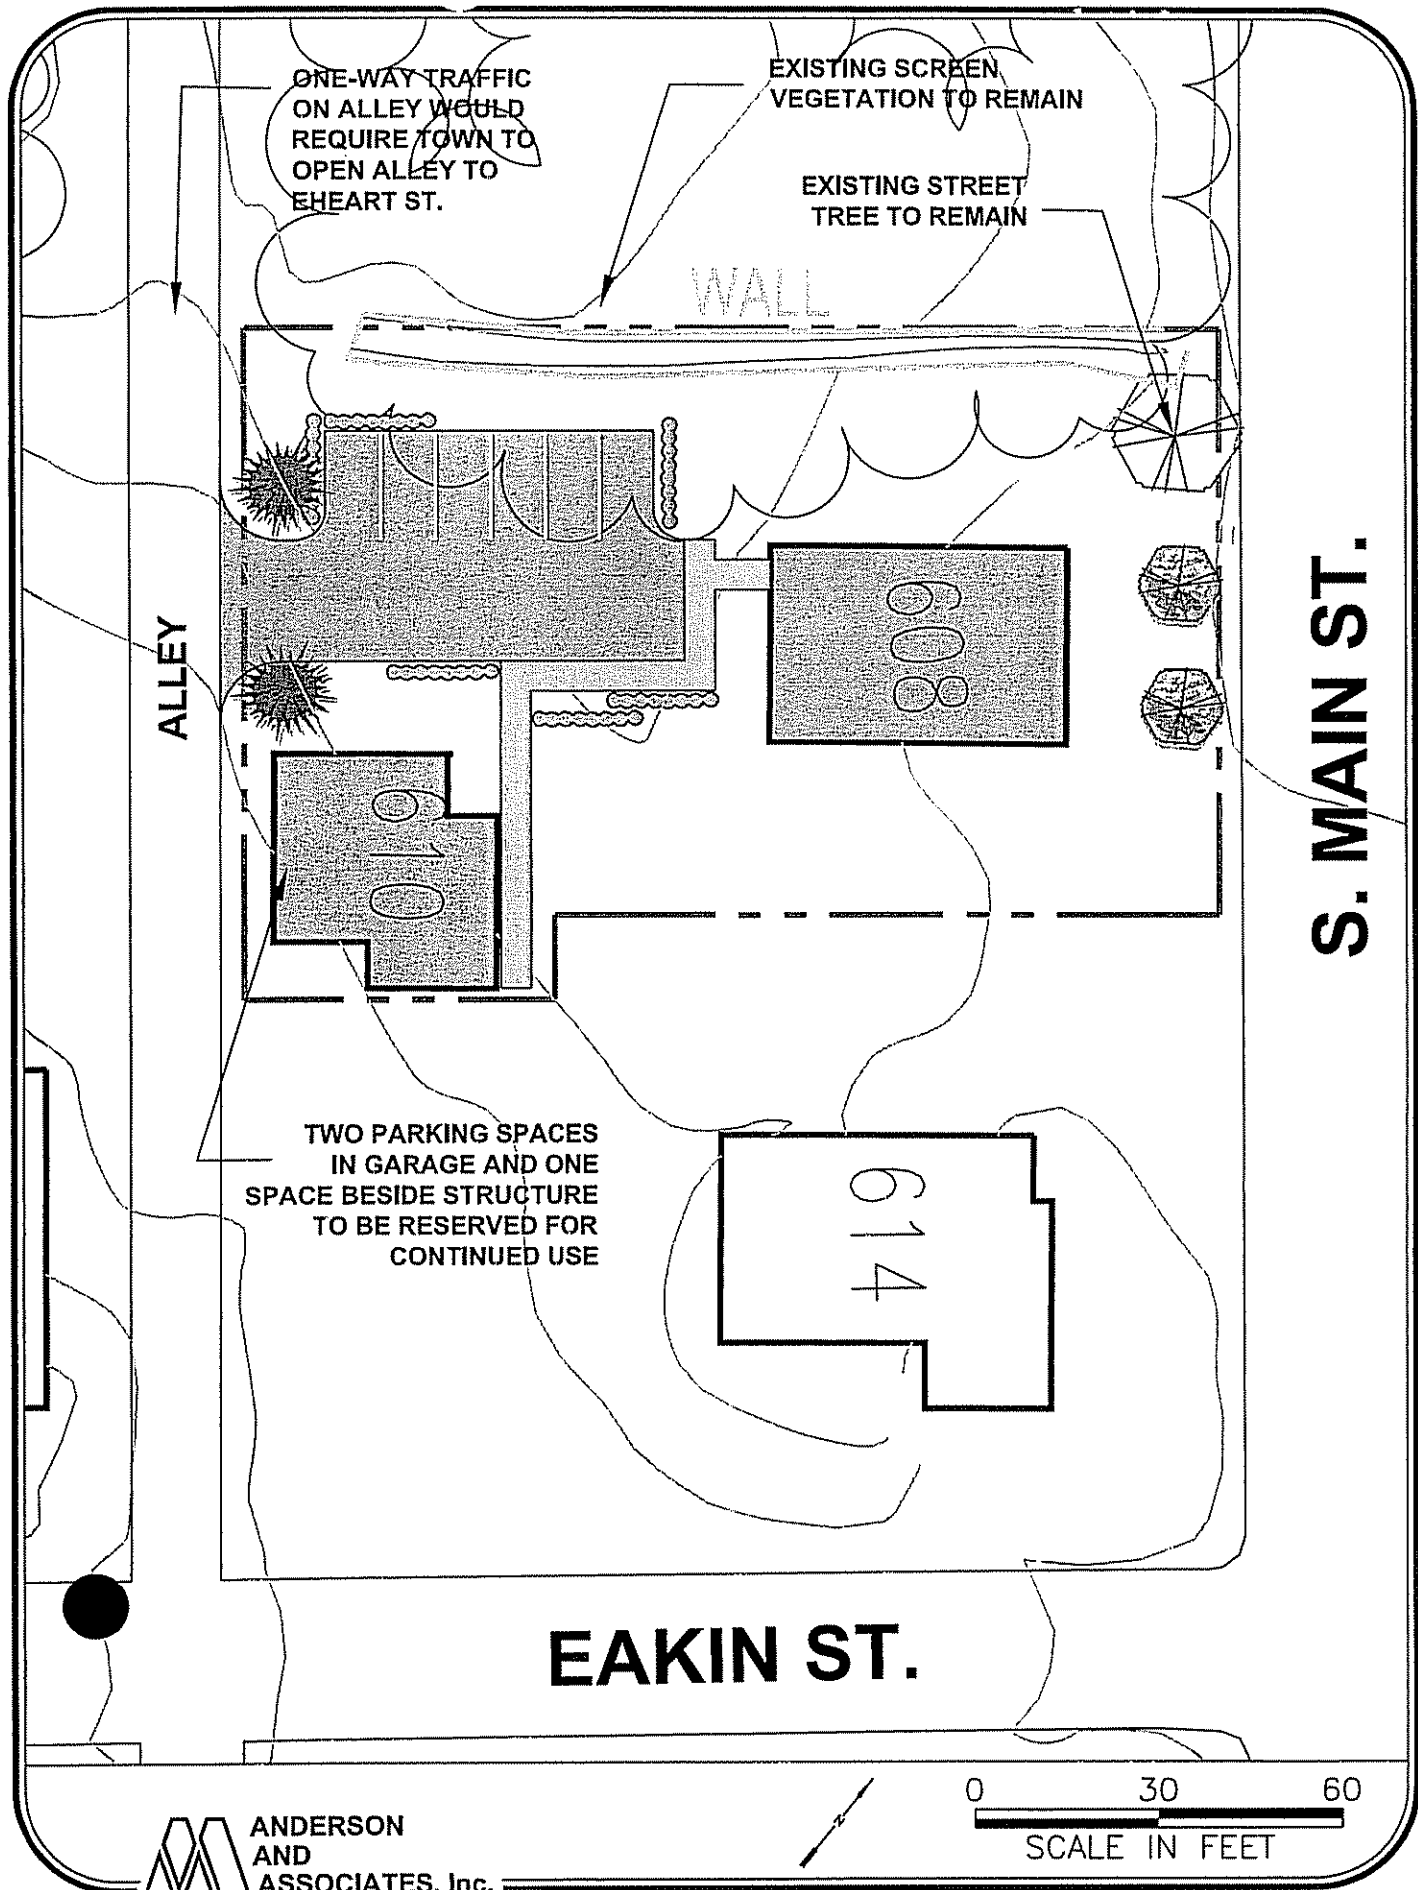 ONE-WAY TRAFFIC
ON ALLEY WOULD
REQUIRE TOWN TO
OPEN ALLEY TO
EHEART ST.
EXISTING SCREEN
VEGETATION TO REMAIN
EXISTING STREET
TREE TO REMAIN
WALL
608
610
ALLEY
S. MAIN ST.
TWO PARKING SPACES
IN GARAGE AND ONE
SPACE BESIDE STRUCTURE
TO BE RESERVED FOR
CONTINUED USE
614
EAKIN ST.
N
0 30 60
SCALE IN FEET
ANDERSON
AND
ASSOCIATES, Inc.